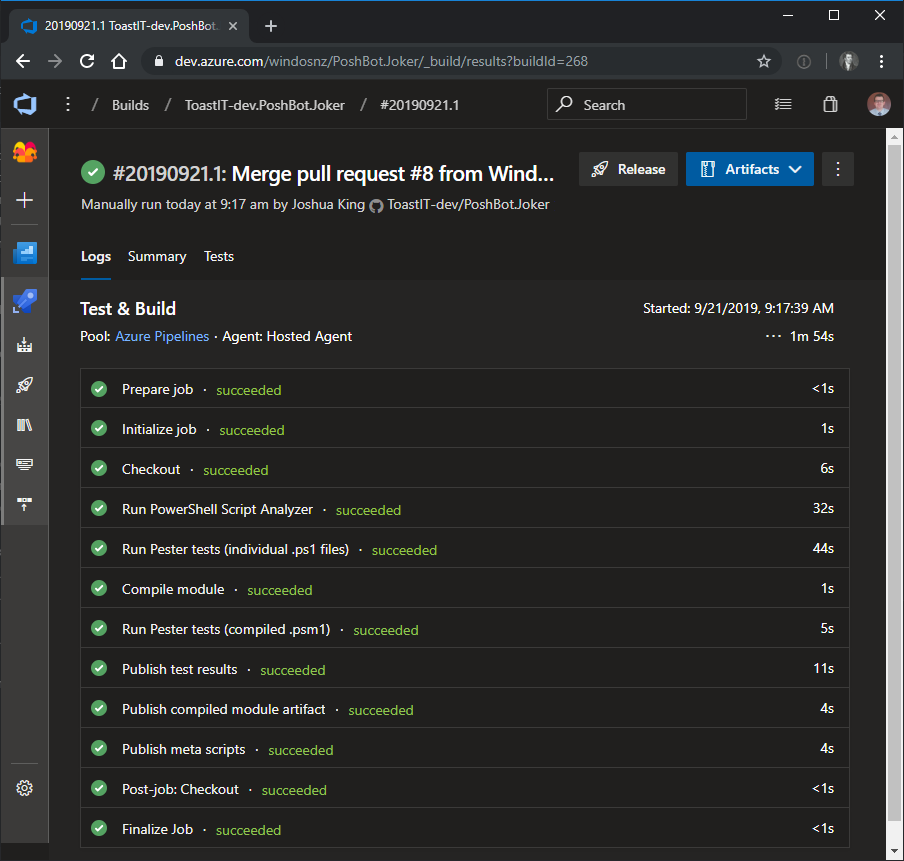 20190921.1 ToastIT-dev.PoshBot.
dev.azure.com/windosnz/PoshBot.Joker/_build/results?buildId=268
/ Builds / ToastIT-dev.PoshBot.Joker / #20190921.1 Search
#20190921.1: Merge pull request #8 from Wind... Release Artifacts
Manually run today at 9:17 am by Joshua King ToastIT-dev/PoshBot.Joker
Logs Summary Tests
Test & Build Started: 9/21/2019, 9:17:39 AM
Pool: Azure Pipelines · Agent: Hosted Agent ··· 1m 54s
Prepare job · succeeded <1s
Initialize job · succeeded 1s
Checkout · succeeded 6s
Run PowerShell Script Analyzer · succeeded 32s
Run Pester tests (individual .ps1 files) · succeeded 44s
Compile module · succeeded 1s
Run Pester tests (compiled .psm1) · succeeded 5s
Publish test results · succeeded 11s
Publish compiled module artifact · succeeded 4s
Publish meta scripts · succeeded 4s
Post-job: Checkout · succeeded <1s
Finalize Job · succeeded <1s